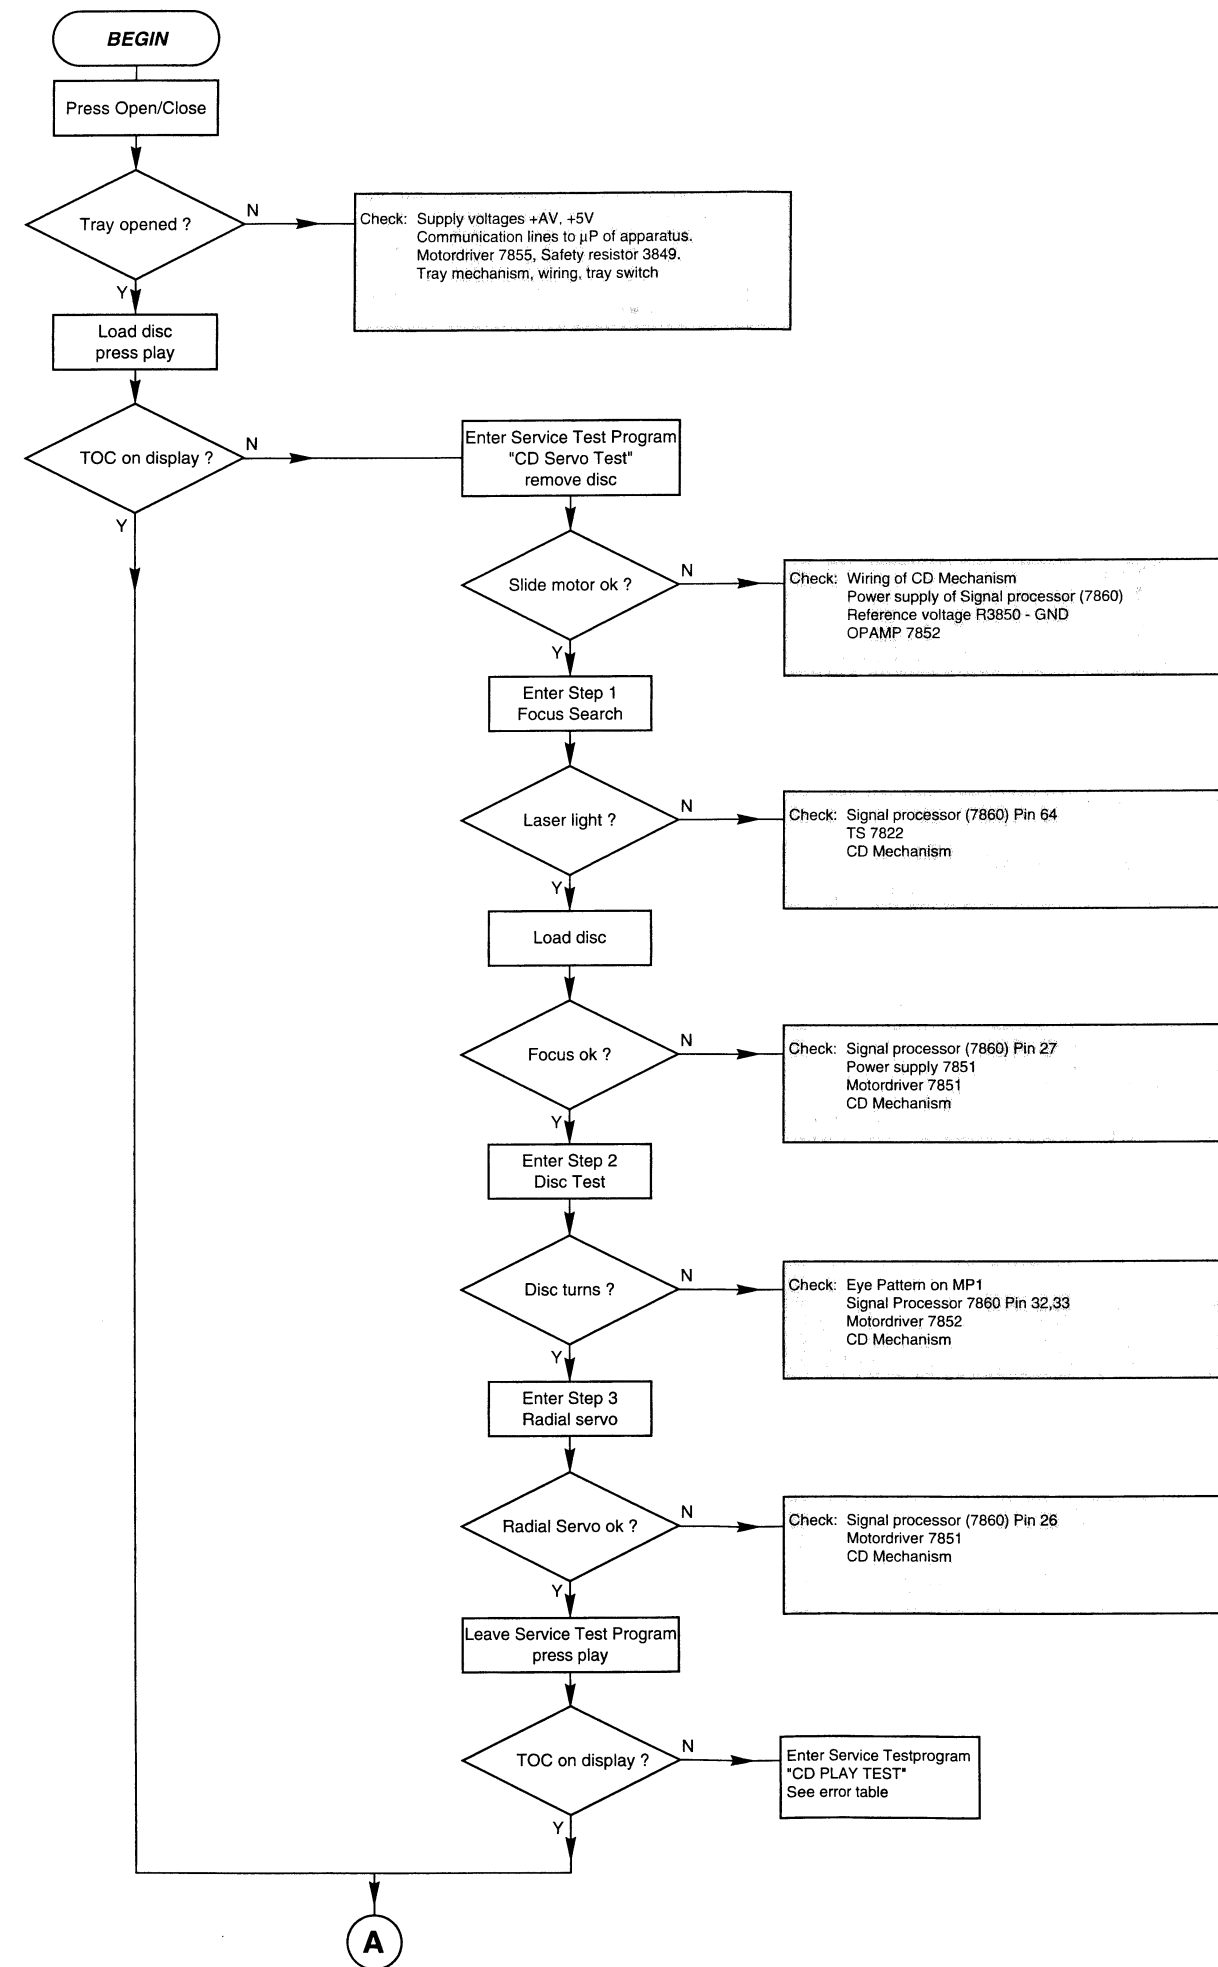 BEGIN
Press Open/Close
Tray opened ?
N
Check: Supply voltages +AV, +5V
Communication lines to µP of apparatus.
Motordriver 7855, Safety resistor 3849.
Tray mechanism, wiring, tray switch
Y
Load disc
press play
TOC on display ?
N
Y
Enter Service Test Program
"CD Servo Test"
remove disc
Slide motor ok ?
N
Check: Wiring of CD Mechanism
Power supply of Signal processor (7860)
Reference voltage R3850 - GND
OPAMP 7852
Y
Enter Step 1
Focus Search
Laser light ?
N
Check: Signal processor (7860) Pin 64
TS 7822
CD Mechanism
Y
Load disc
Focus ok ?
N
Check: Signal processor (7860) Pin 27
Power supply 7851
Motordriver 7851
CD Mechanism
Y
Enter Step 2
Disc Test
Disc turns ?
N
Check: Eye Pattern on MP1
Signal Processor 7860 Pin 32,33
Motordriver 7852
CD Mechanism
Y
Enter Step 3
Radial servo
Radial Servo ok ?
N
Check: Signal processor (7860) Pin 26
Motordriver 7851
CD Mechanism
Y
Leave Service Test Program
press play
TOC on display ?
N
Enter Service Testprogram
"CD PLAY TEST"
See error table
Y
A